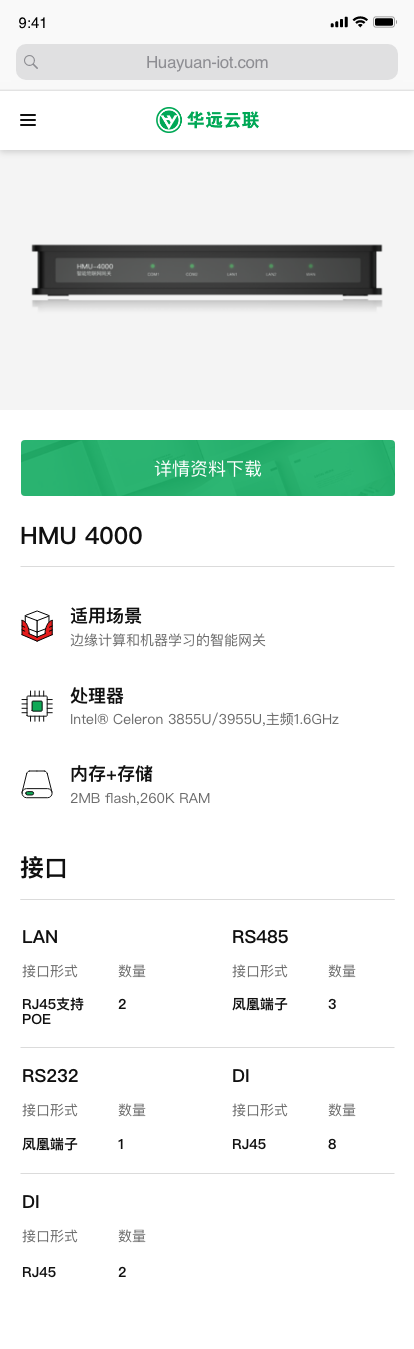 9:41
Huayuan-iot.com
华远云联
HMU-4000
智能物联网关
COM1 COM2 LAN1 LAN2
详情资料下载
HMU 4000
适用场景
边缘计算和机器学习的智能网关
处理器
Intel® Celeron 3855U/3955U,主频1.6GHz
内存+存储
2MB flash,260K RAM
接口
LAN
接口形式 数量
RJ45支持POE 2
RS485
接口形式 数量
凤凰端子 3
RS232
接口形式 数量
凤凰端子 1
DI
接口形式 数量
RJ45 8
DI
接口形式 数量
RJ45 2